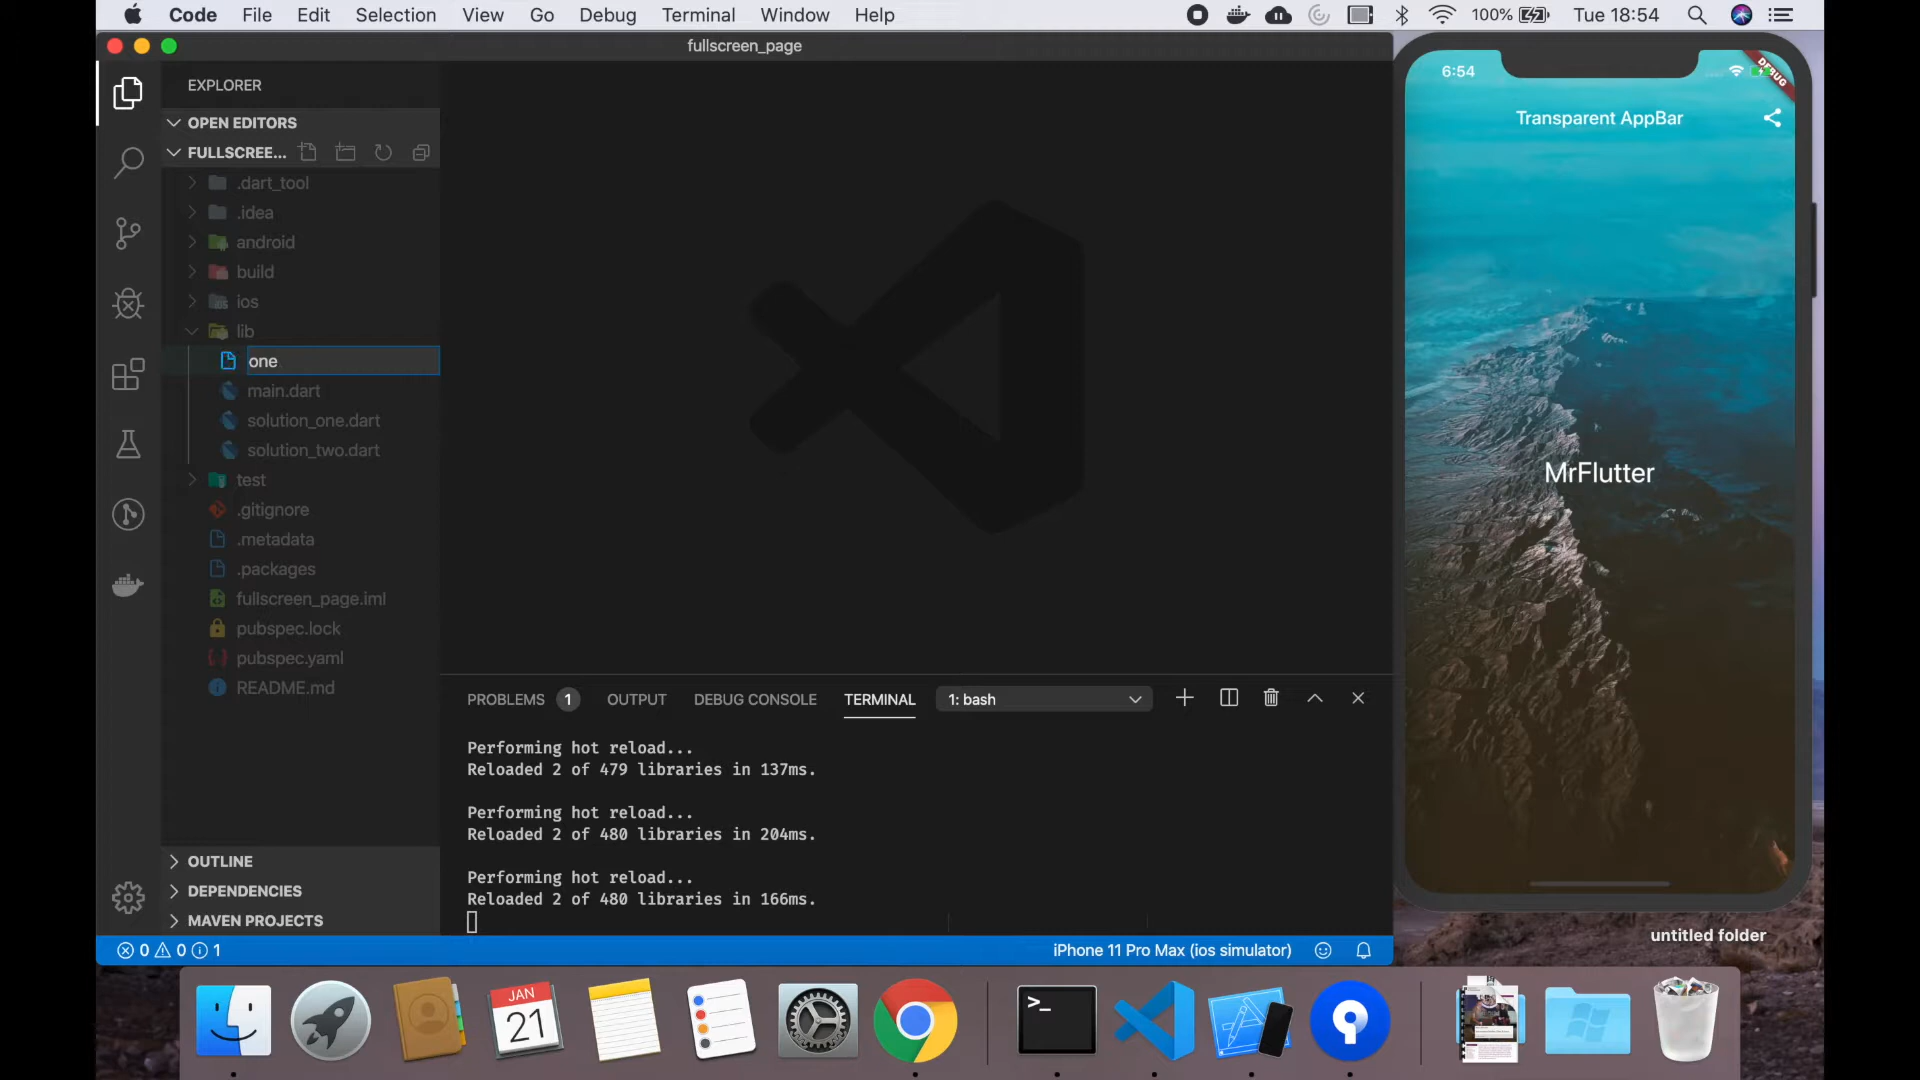 Code File Edit Selection View Go Debug Terminal Window Help 100% Tue 18:54
fullscreen_page
EXPLORER
OPEN EDITORS
FULLSCREE...
.dart_tool
.idea
android
build
ios
lib
one
main.dart
solution_one.dart
solution_two.dart
test
.gitignore
.metadata
.packages
fullscreen_page.iml
pubspec.lock
pubspec.yaml
README.md
OUTLINE
DEPENDENCIES
MAVEN PROJECTS
PROBLEMS 1 OUTPUT DEBUG CONSOLE TERMINAL 1: bash
Performing hot reload...
Reloaded 2 of 479 libraries in 137ms.
Performing hot reload...
Reloaded 2 of 480 libraries in 204ms.
Performing hot reload...
Reloaded 2 of 480 libraries in 166ms.
0 0 1 iPhone 11 Pro Max (ios simulator)
6:54
DEBUG
Transparent AppBar
MrFlutter
untitled folder
JAN
21
>_